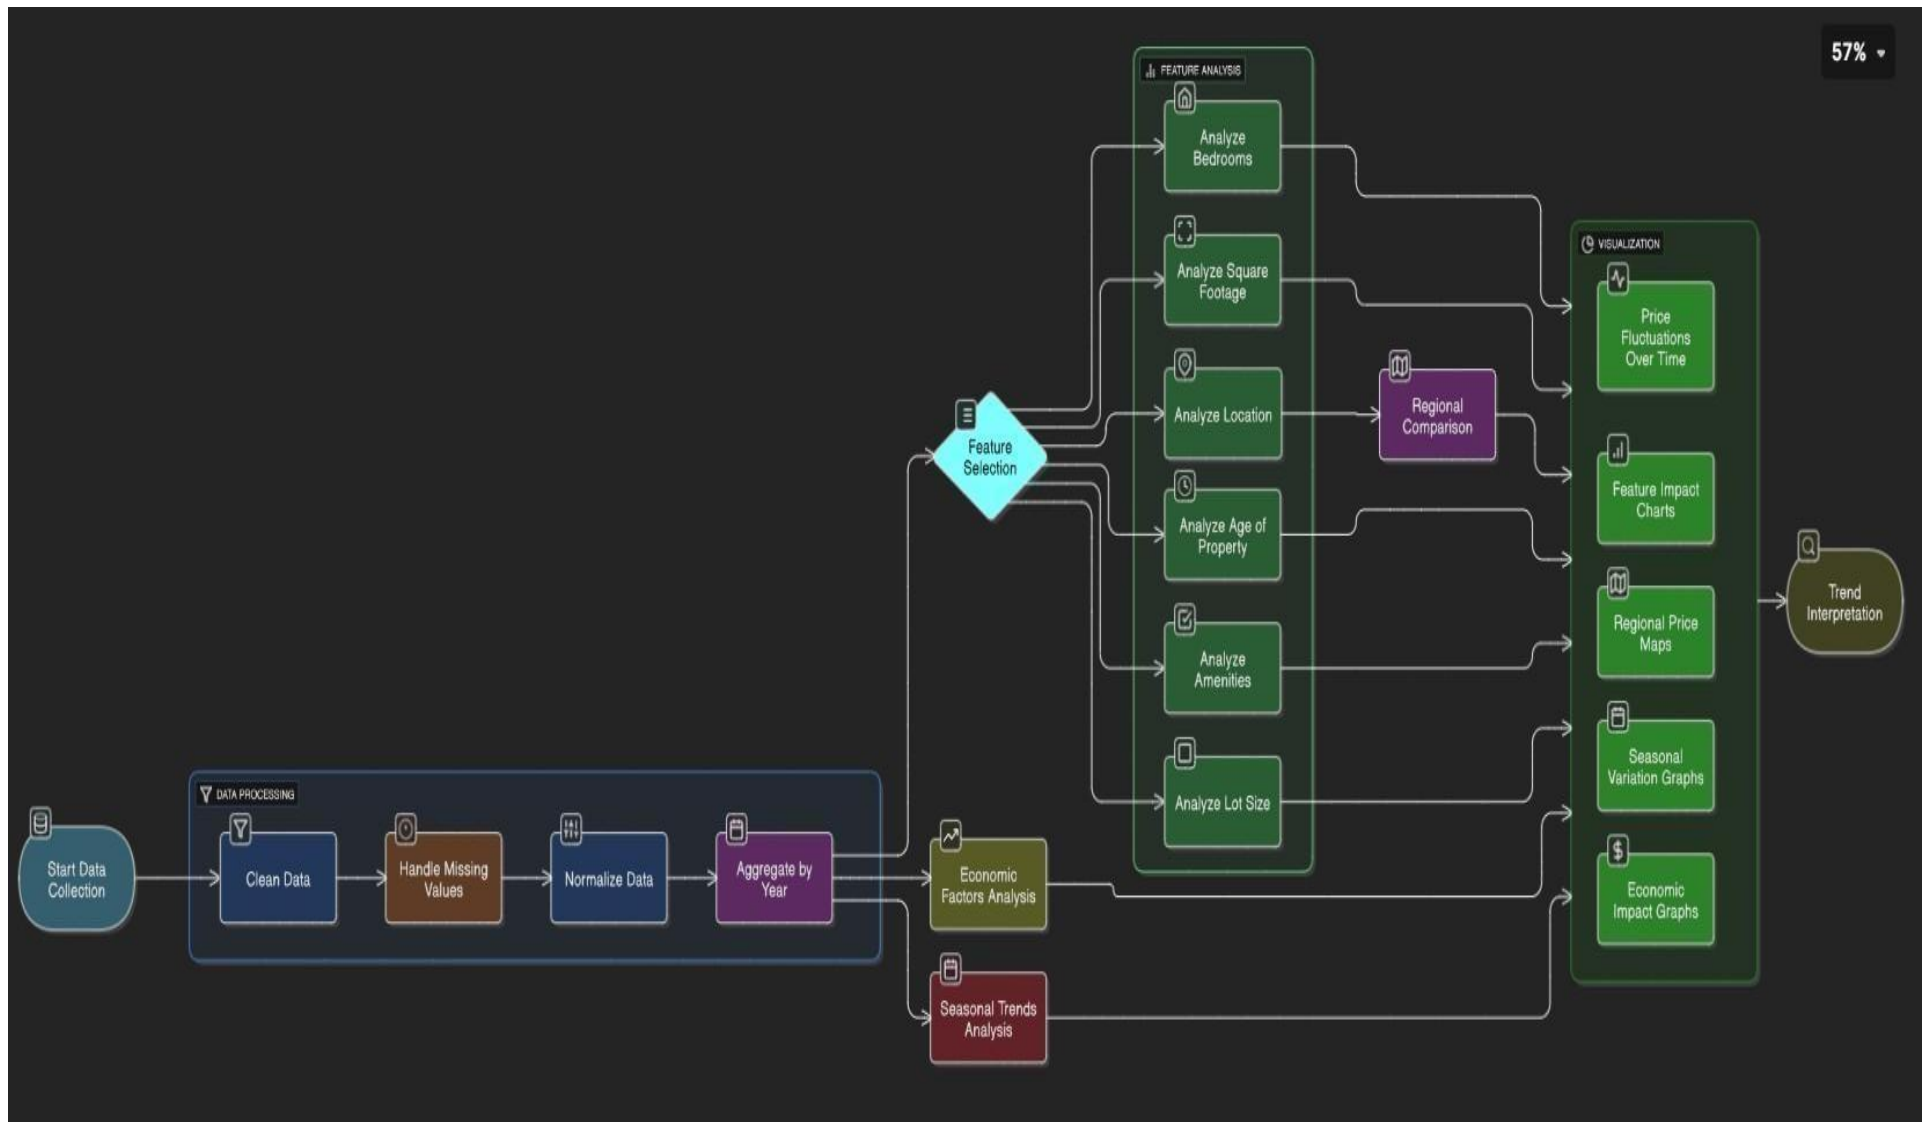 57%
FEATURE ANALYSIS
Analyze
Bedrooms
Analyze Square
Footage
Analyze Location
Analyze Age of
Property
Analyze
Amenities
Analyze Lot Size
Regional
Comparison
Feature
Selection
VISUALIZATION
Price
Fluctuations
Over Time
Feature Impact
Charts
Regional Price
Maps
Seasonal
Variation Graphs
Economic
Impact Graphs
Trend
Interpretation
DATA PROCESSING
Start Data
Collection
Clean Data
Handle Missing
Values
Normalize Data
Aggregate by
Year
Economic
Factors Analysis
Seasonal Trends
Analysis